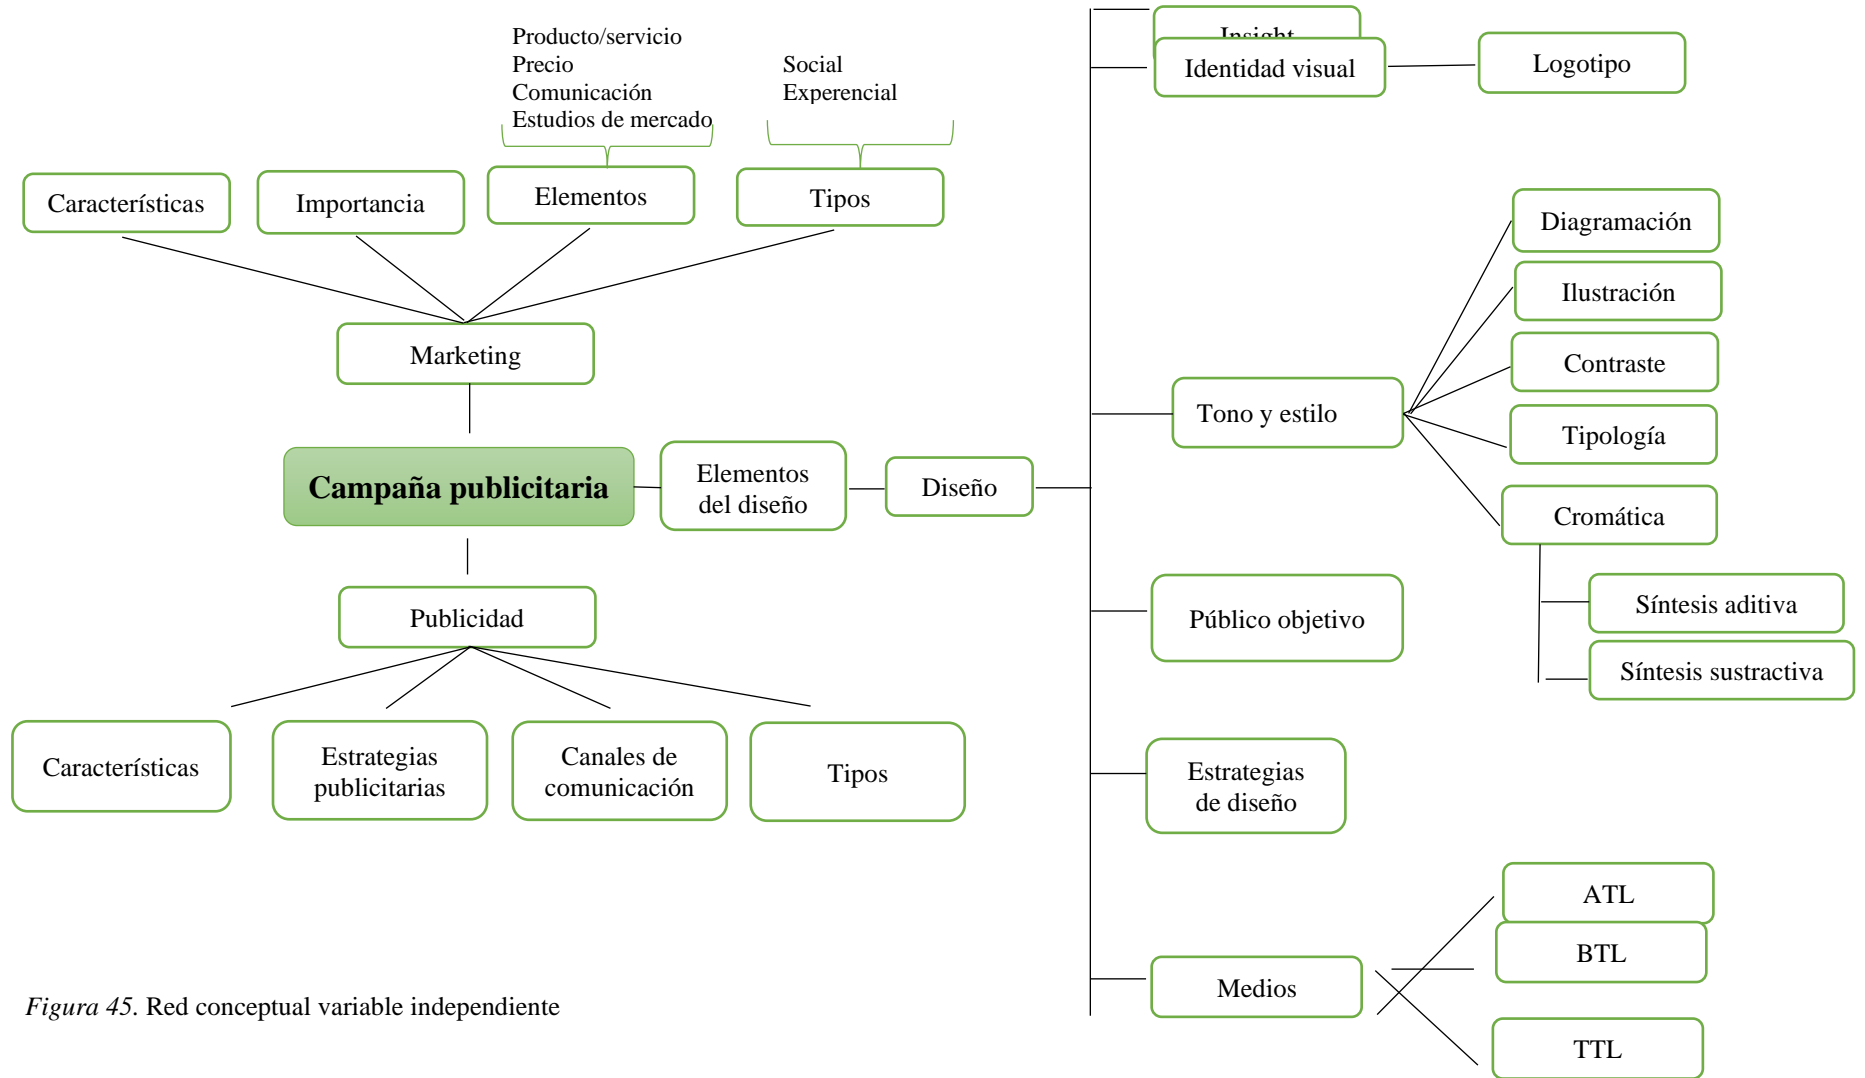 Producto/servicio
Precio
Comunicación
Estudios de mercado
Social
Experencial
Características
Importancia
Elementos
Tipos
Marketing
Campaña publicitaria
Elementos
del diseño
Diseño
Publicidad
Características
Estrategias
publicitarias
Canales de
comunicación
Tipos
Insight
Identidad visual
Logotipo
Tono y estilo
Diagramación
Ilustración
Contraste
Tipología
Cromática
Síntesis aditiva
Síntesis sustractiva
Público objetivo
Estrategias
de diseño
Medios
ATL
BTL
TTL
Figura 45. Red conceptual variable independiente